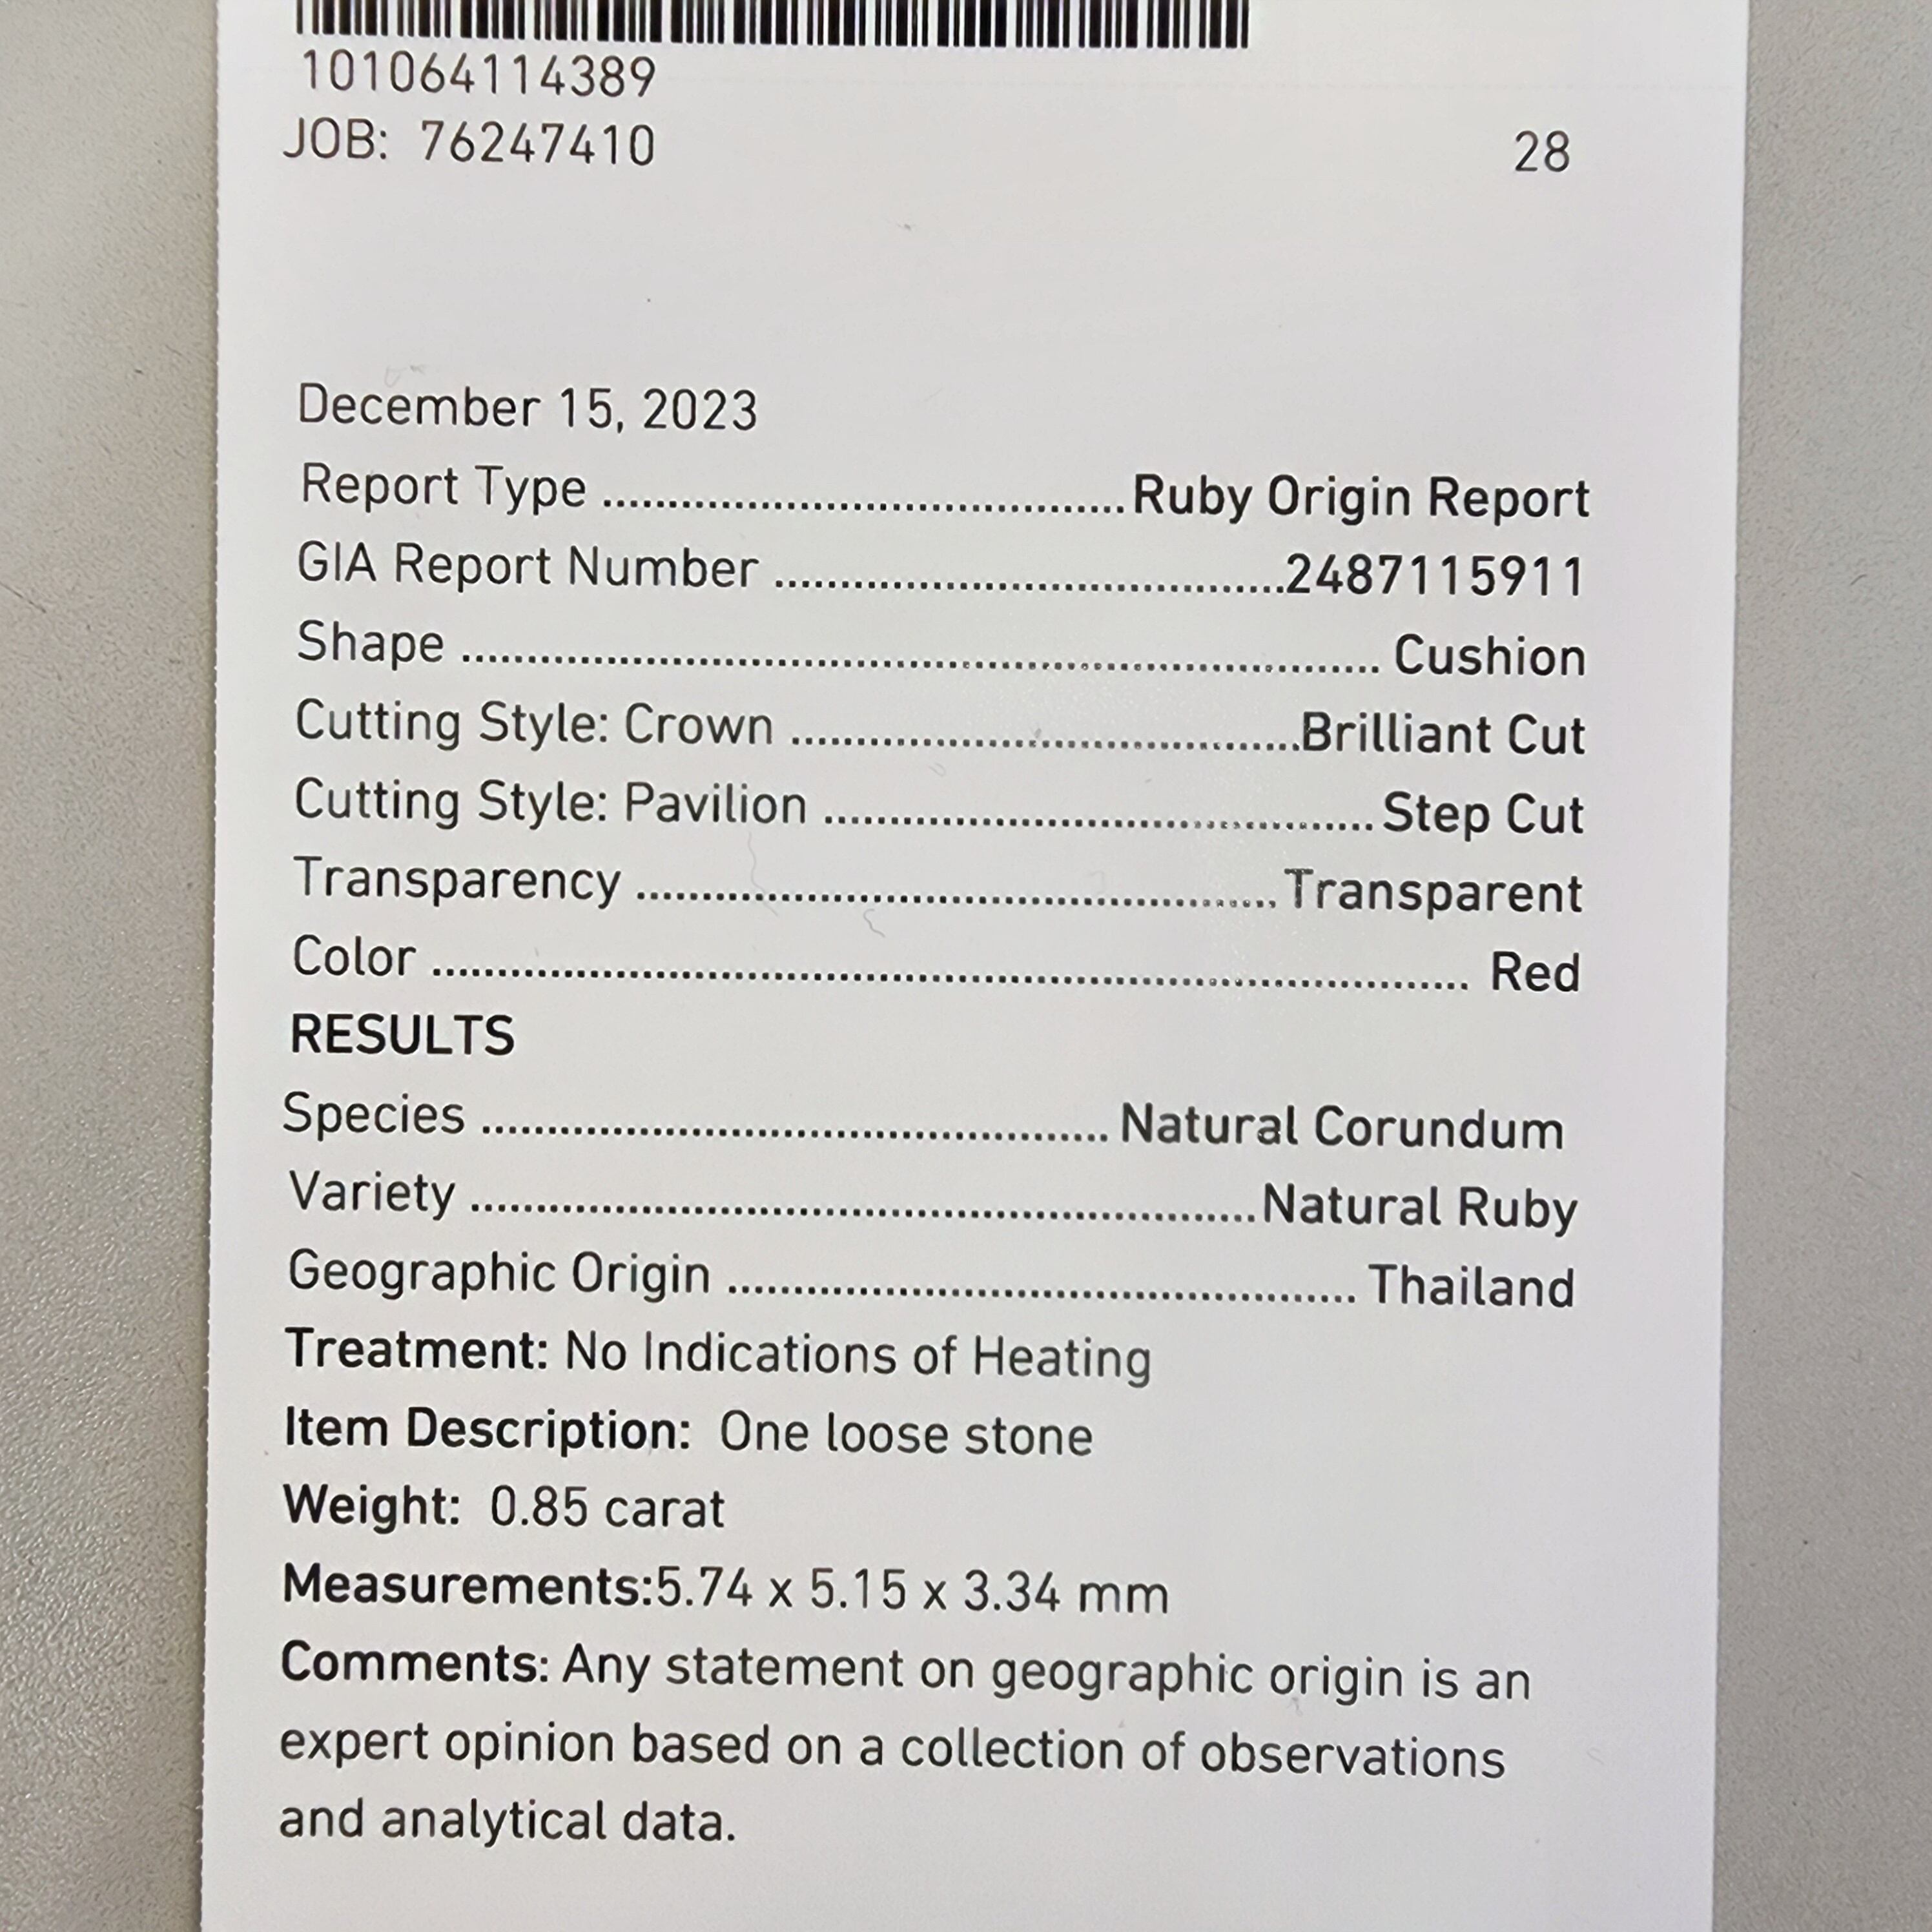 101064114389
JOB: 76247410 28
December 15, 2023
Report Type ........................................ Ruby Origin Report
GIA Report Number ....................................... 2487115911
Shape ....................................................................... Cushion
Cutting Style: Crown ....................................... Brilliant Cut
Cutting Style: Pavilion .......................................... Step Cut
Transparency ................................................. Transparent
Color ................................................................................ Red
RESULTS
Species ................................................ Natural Corundum
Variety ............................................................ Natural Ruby
Geographic Origin ................................................ Thailand
Treatment: No Indications of Heating
Item Description: One loose stone
Weight: 0.85 carat
Measurements:5.74 x 5.15 x 3.34 mm
Comments: Any statement on geographic origin is an
expert opinion based on a collection of observations
and analytical data.